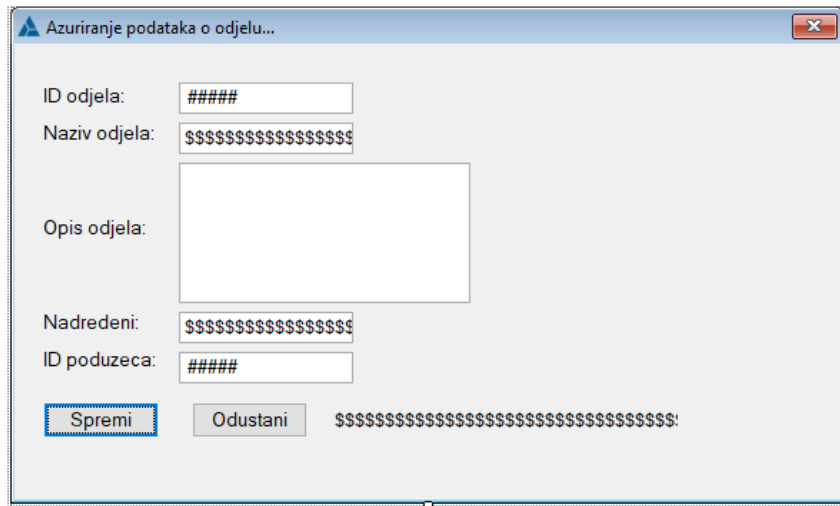 Azuriranje podataka o odjelu...
ID odjela: #####
Naziv odjela: $$$$$$$$$$$$$$$$$
Opis odjela:
Nadredeni: $$$$$$$$$$$$$$$$$
ID poduzeca: #####
Spremi Odustani $$$$$$$$$$$$$$$$$$$$$$$$$$$$$$$$$$